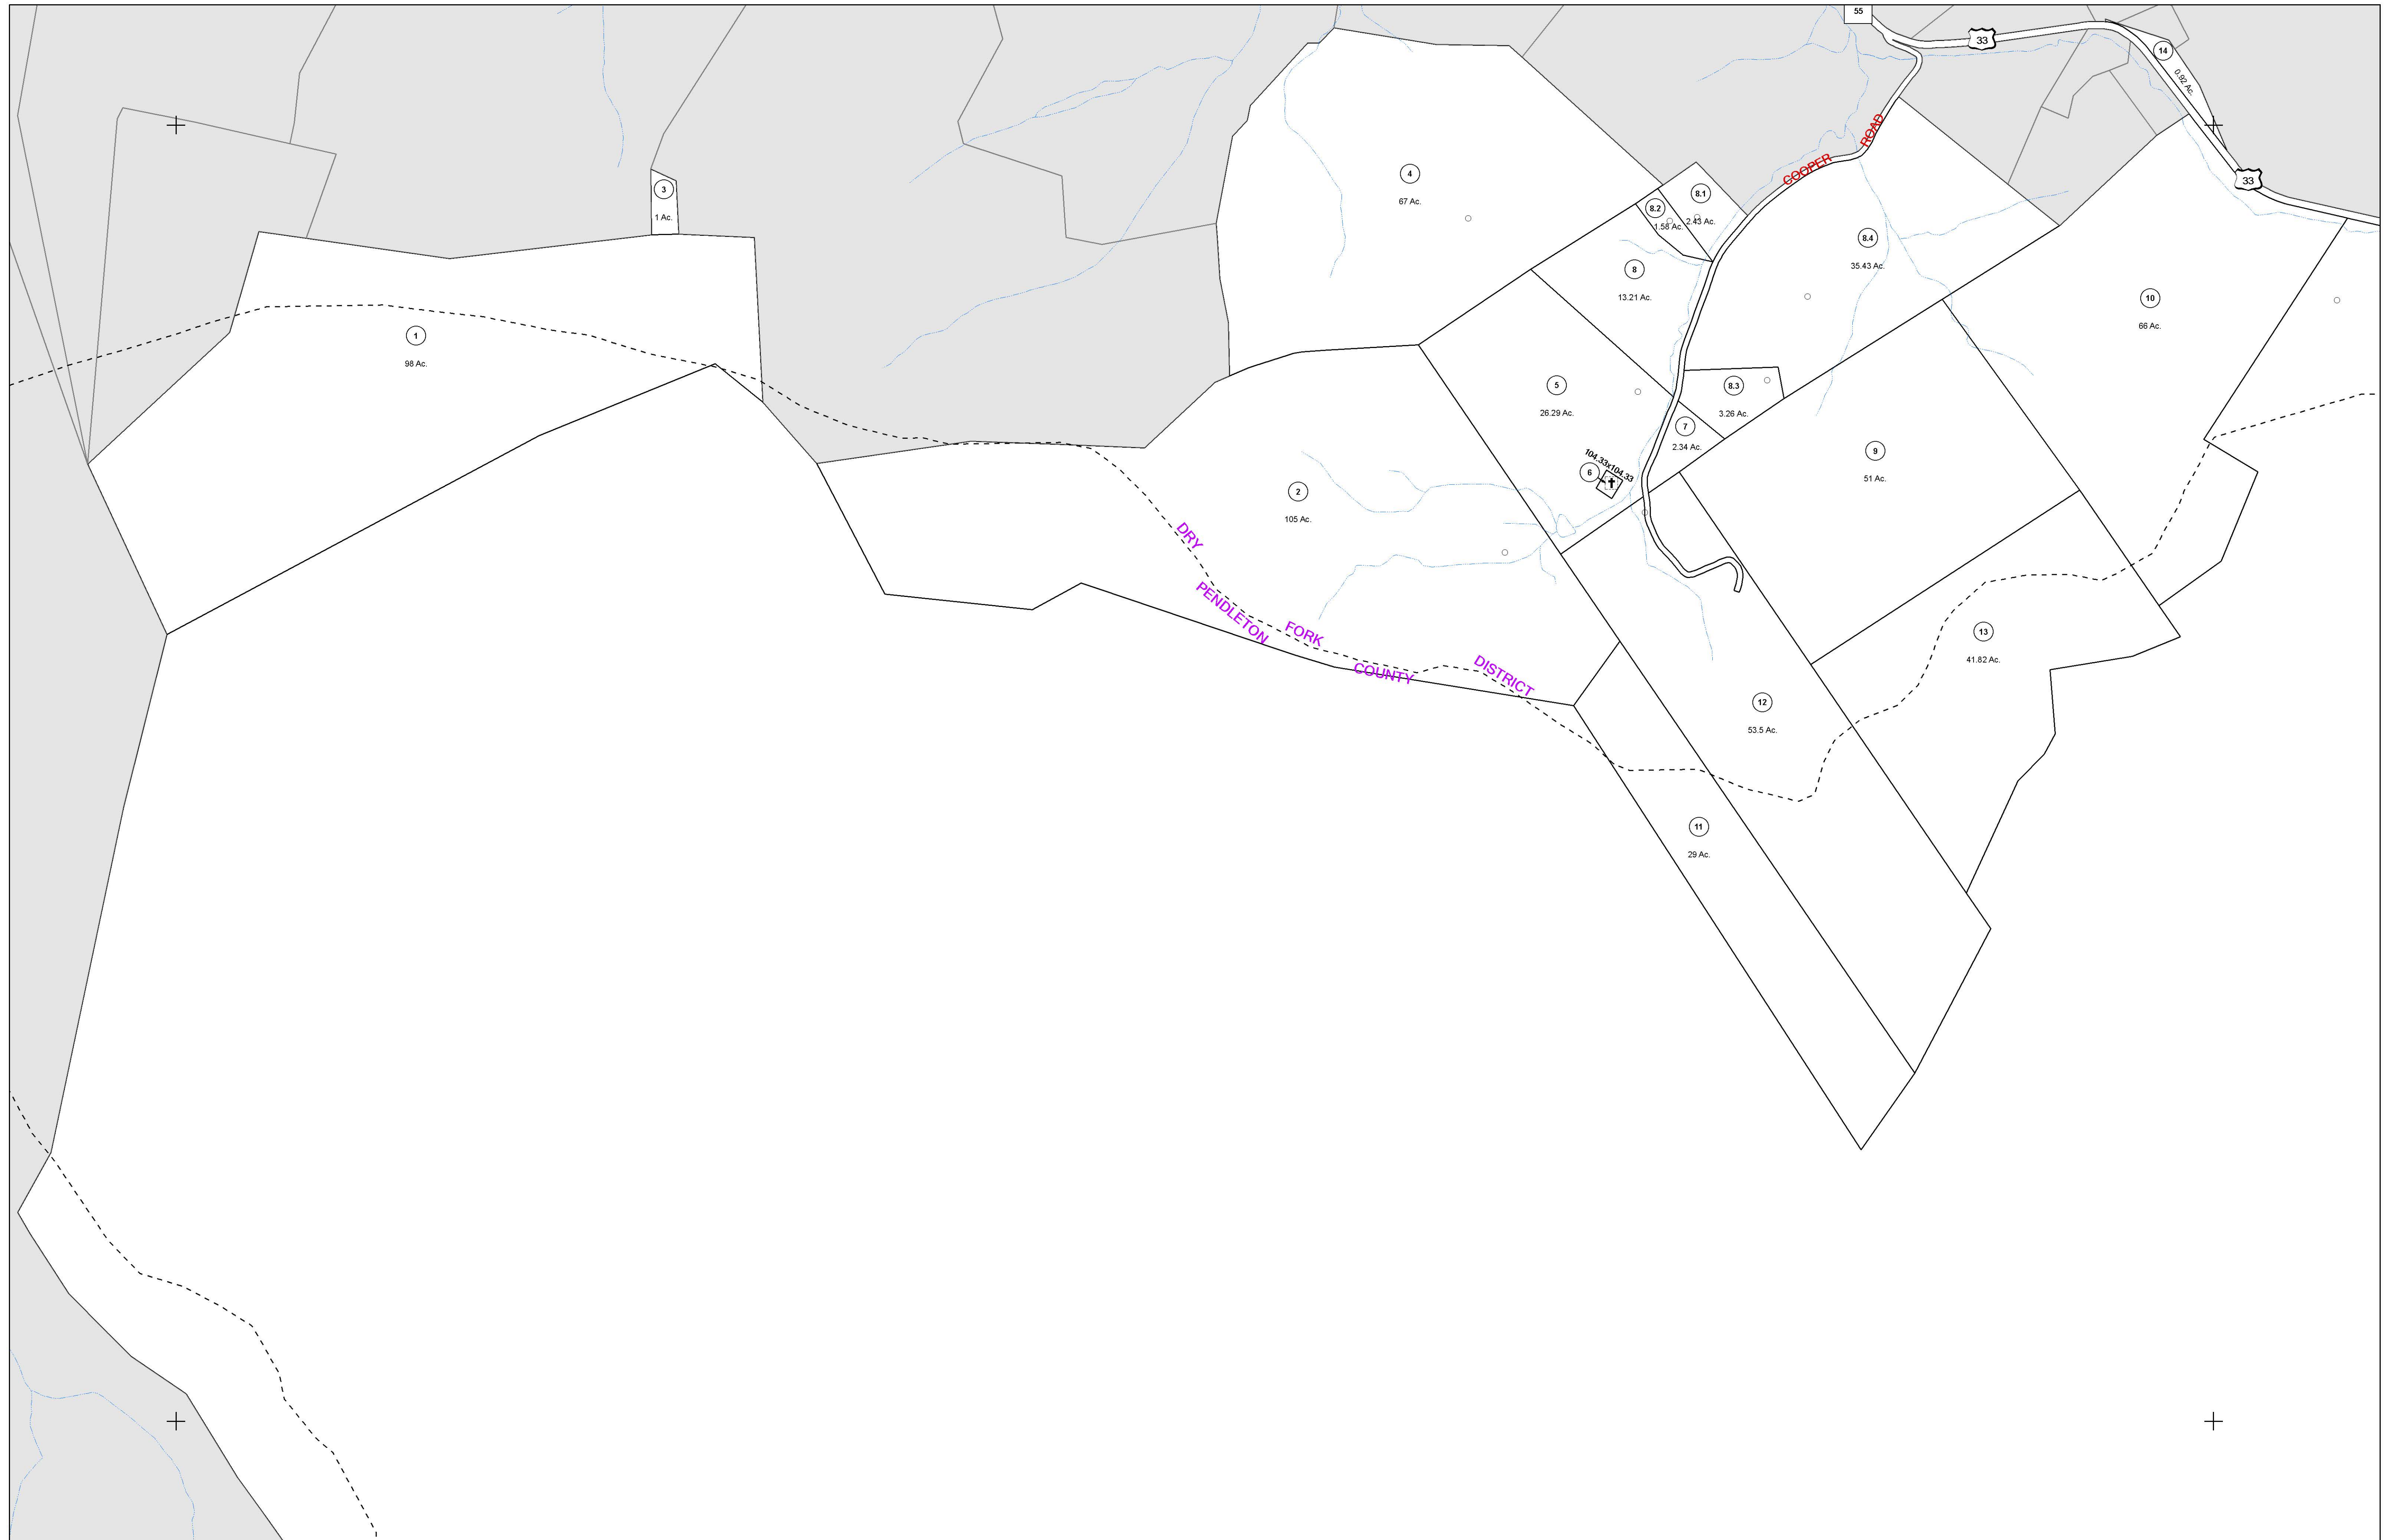 55
33
14
0.92 Ac.
33
COOPER ROAD
3
1 Ac.
4
67 Ac.
8.1
2.43 Ac.
8.2
1.58 Ac.
8.4
35.43 Ac.
8
13.21 Ac.
10
66 Ac.
1
98 Ac.
5
26.29 Ac.
8.3
3.26 Ac.
7
2.34 Ac.
9
51 Ac.
104.33x104.33
6
2
105 Ac.
DRY FORK DISTRICT
PENDLETON COUNTY
13
41.82 Ac.
12
53.5 Ac.
11
29 Ac.